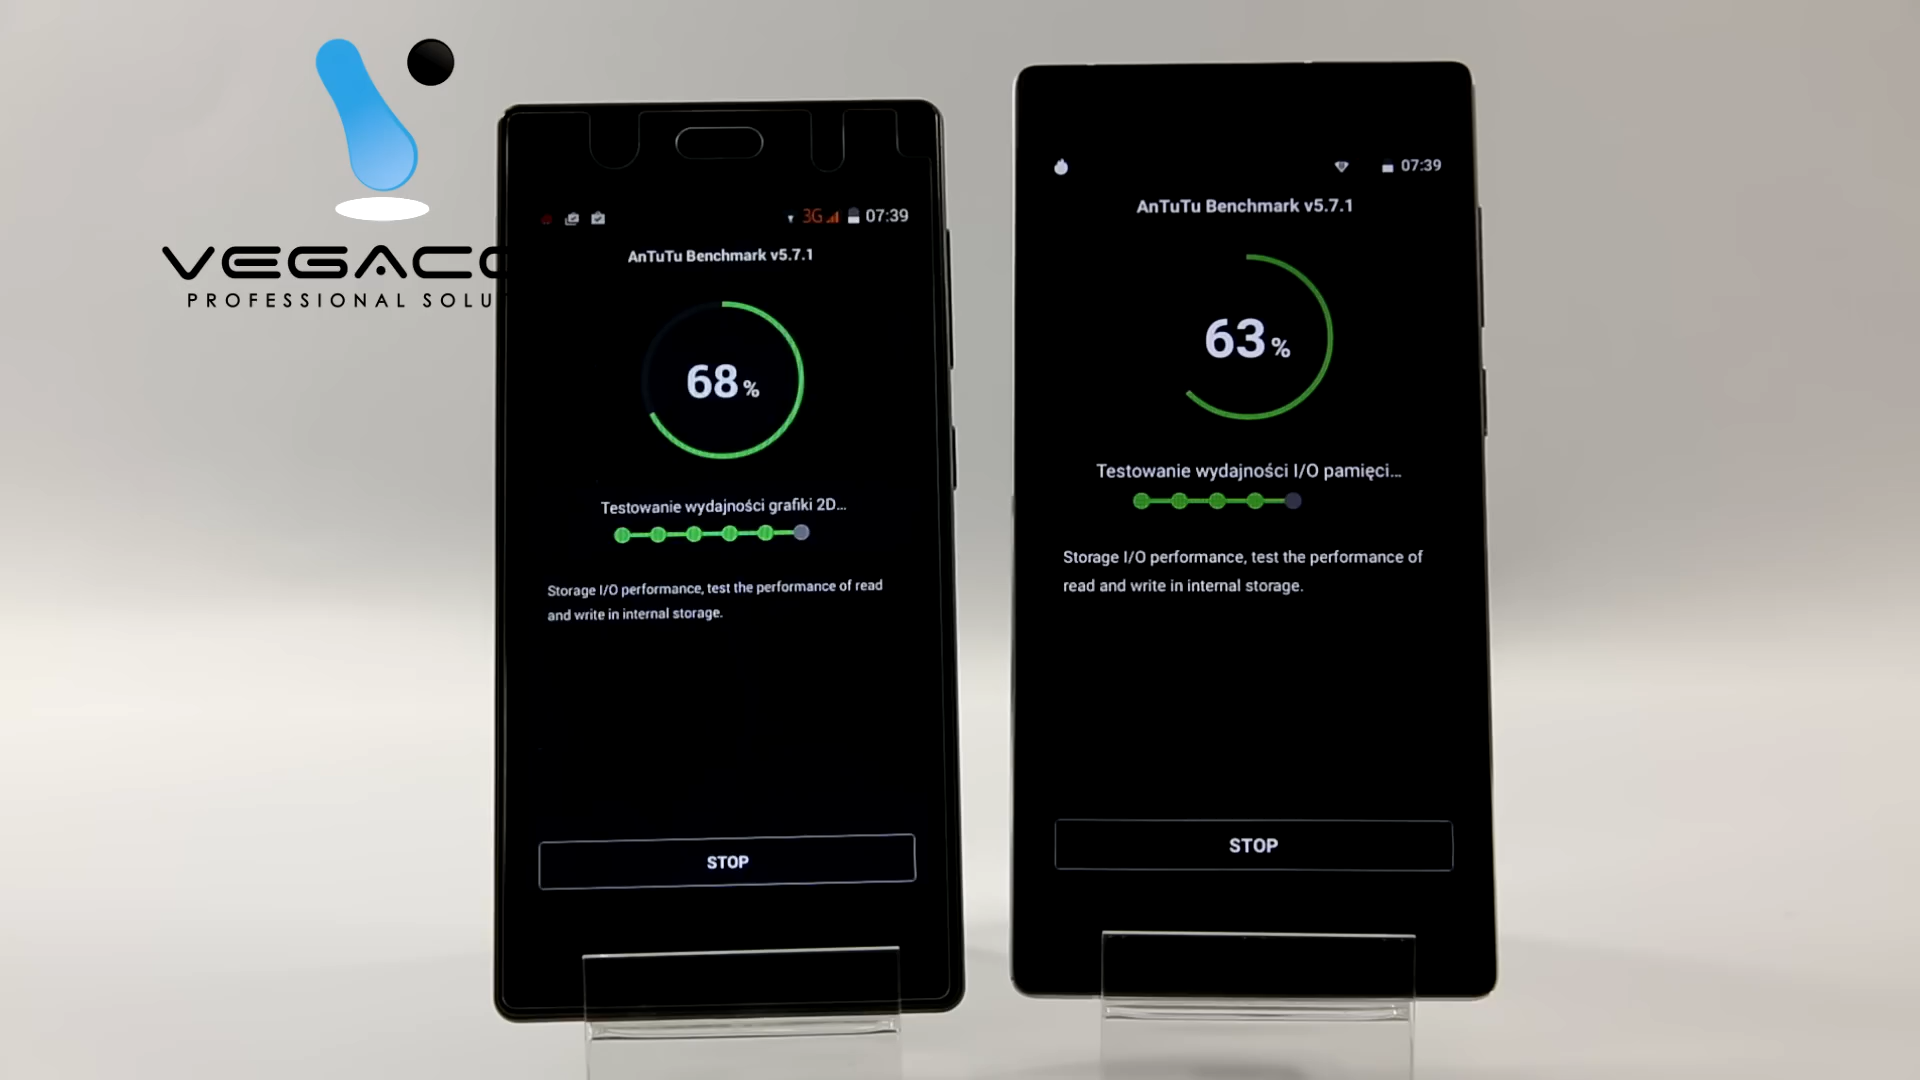 VEGACO
PROFESSIONAL SOLU
3G 07:39
AnTuTu Benchmark v5.7.1
68%
Testowanie wydajności grafiki 2D...
Storage I/O performance, test the performance of read
and write in internal storage.
STOP
07:39
AnTuTu Benchmark v5.7.1
63%
Testowanie wydajności I/O pamięci...
Storage I/O performance, test the performance of
read and write in internal storage.
STOP